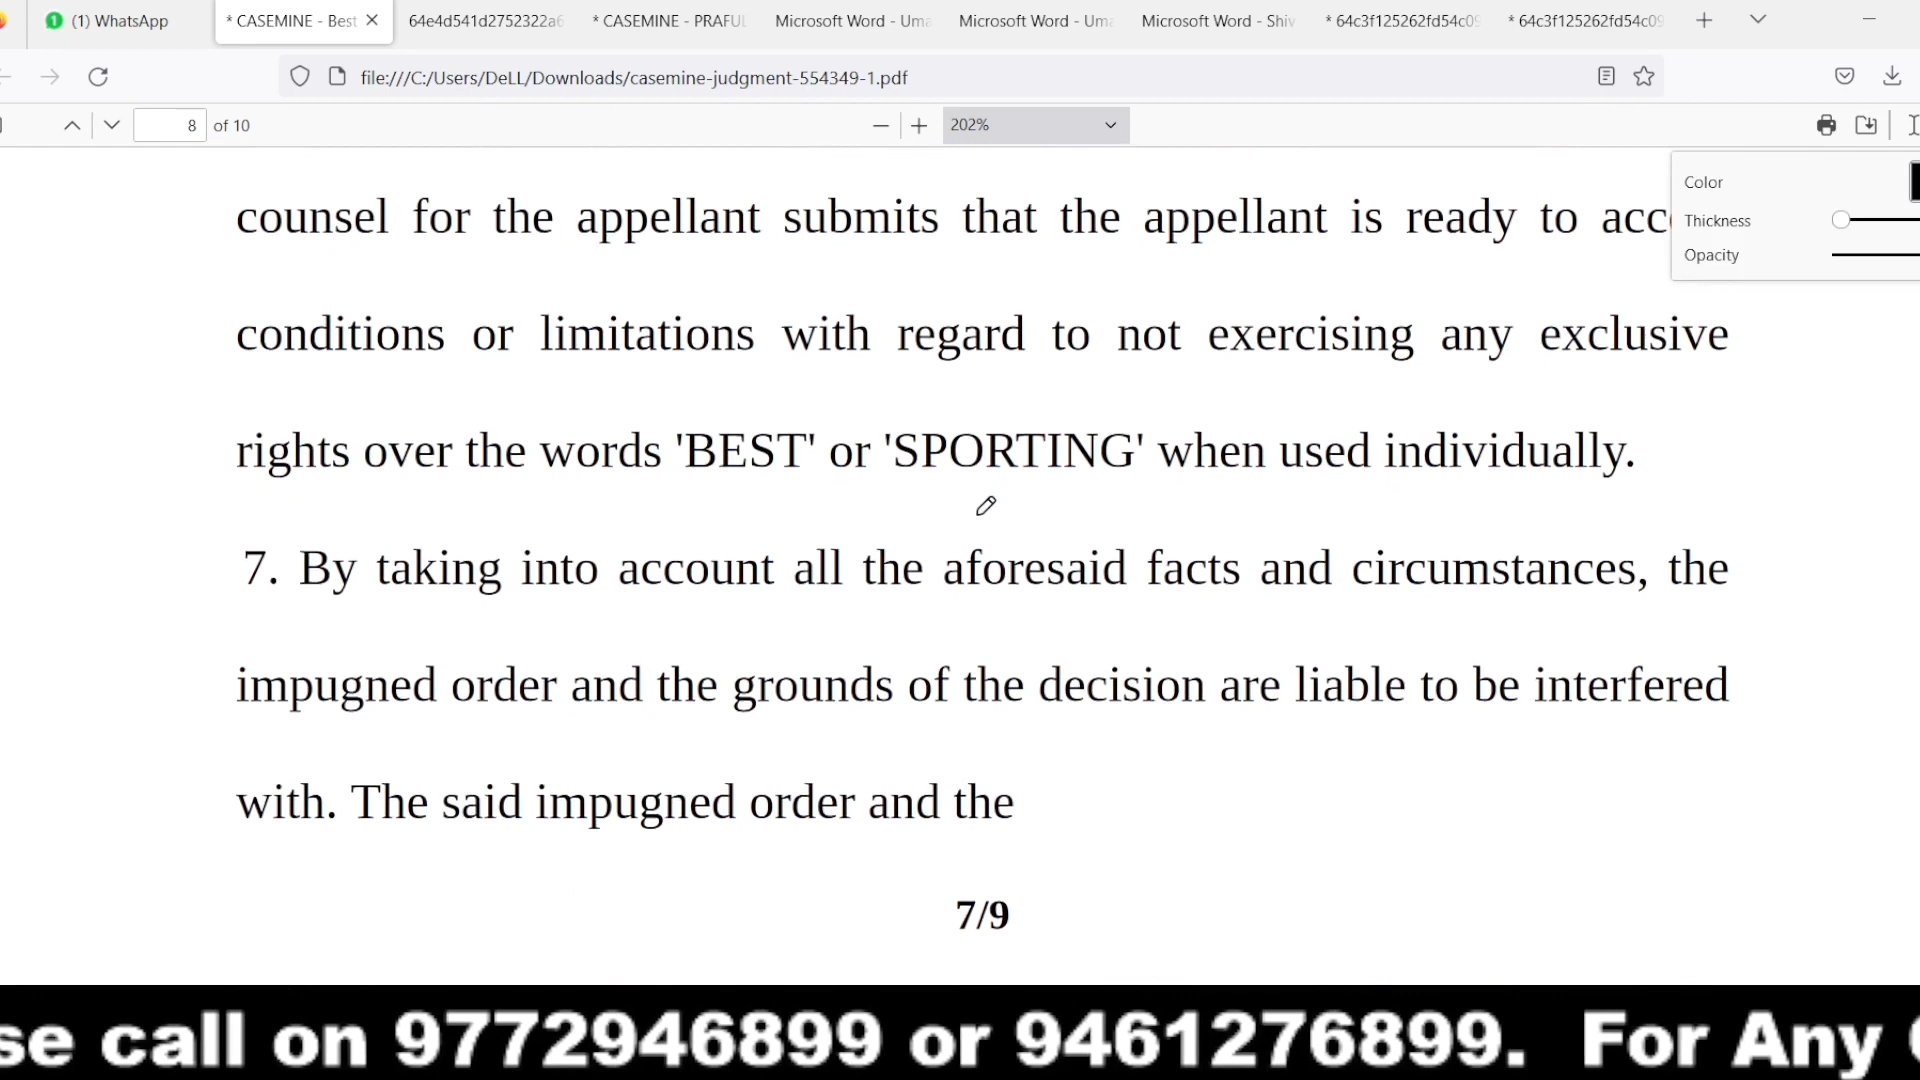 (1) WhatsApp
* CASEMINE - Best
64e4d541d2752322a6
* CASEMINE - PRAFUL
Microsoft Word - Uma
Microsoft Word - Uma
Microsoft Word - Shiv
* 64c3f125262fd54c09
* 64c3f125262fd54c09
file:///C:/Users/DeLL/Downloads/casemine-judgment-554349-1.pdf
8 of 10
202%
Color
Thickness
Opacity
counsel for the appellant submits that the appellant is ready to acc
conditions or limitations with regard to not exercising any exclusive
rights over the words 'BEST' or 'SPORTING' when used individually.
7. By taking into account all the aforesaid facts and circumstances, the
impugned order and the grounds of the decision are liable to be interfered
with. The said impugned order and the
7/9
se call on 9772946899 or 9461276899. For Any